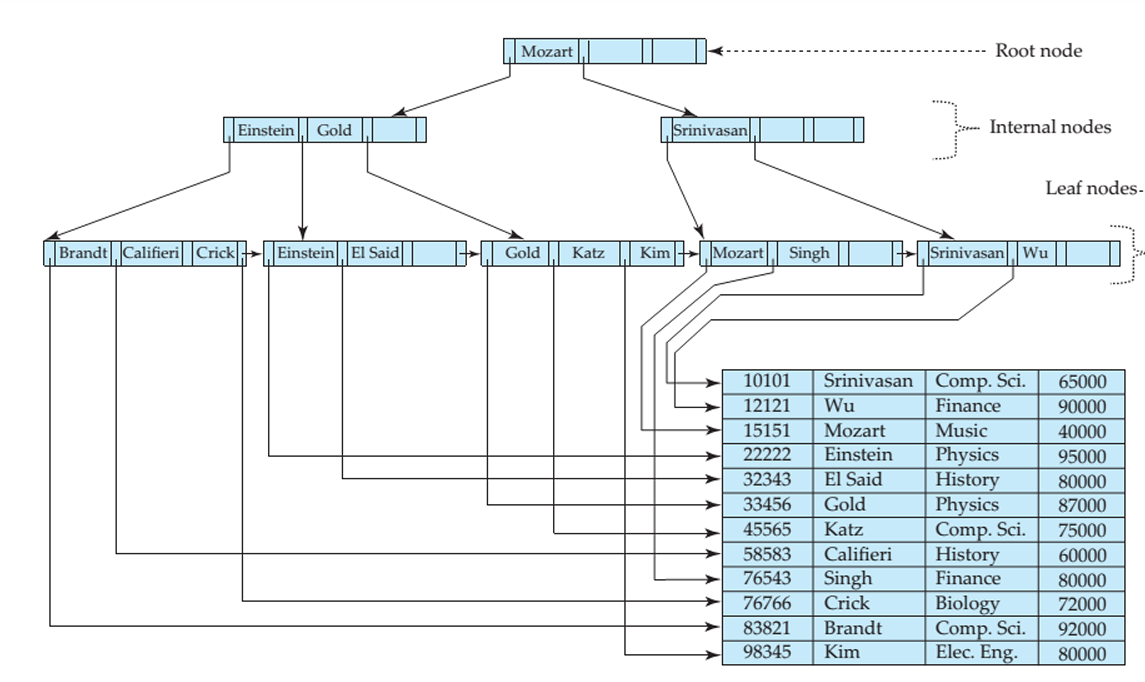 Mozart
Root node
Einstein Gold
Srinivasan
Internal nodes
Leaf nodes
Brandt Califieri Crick
Einstein El Said
Gold Katz Kim
Mozart Singh
Srinivasan Wu
10101 Srinivasan Comp. Sci. 65000
12121 Wu Finance 90000
15151 Mozart Music 40000
22222 Einstein Physics 95000
32343 El Said History 80000
33456 Gold Physics 87000
45565 Katz Comp. Sci. 75000
58583 Califieri History 60000
76543 Singh Finance 80000
76766 Crick Biology 72000
83821 Brandt Comp. Sci. 92000
98345 Kim Elec. Eng. 80000